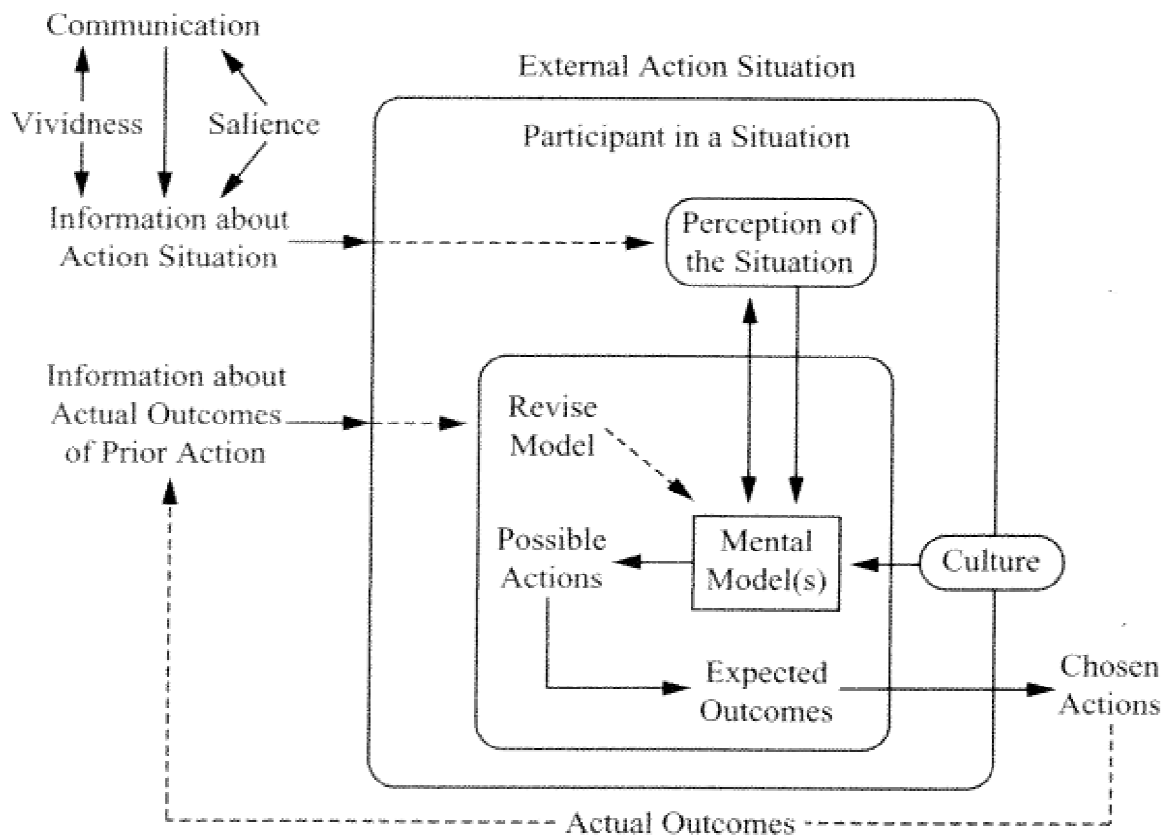 Communication
External Action Situation
Vividness
Salience
Participant in a Situation
Information about
Action Situation
Perception of
the Situation
Information about
Actual Outcomes
of Prior Action
Revise
Model
Possible
Actions
Mental
Model(s)
Culture
Expected
Outcomes
Chosen
Actions
Actual Outcomes